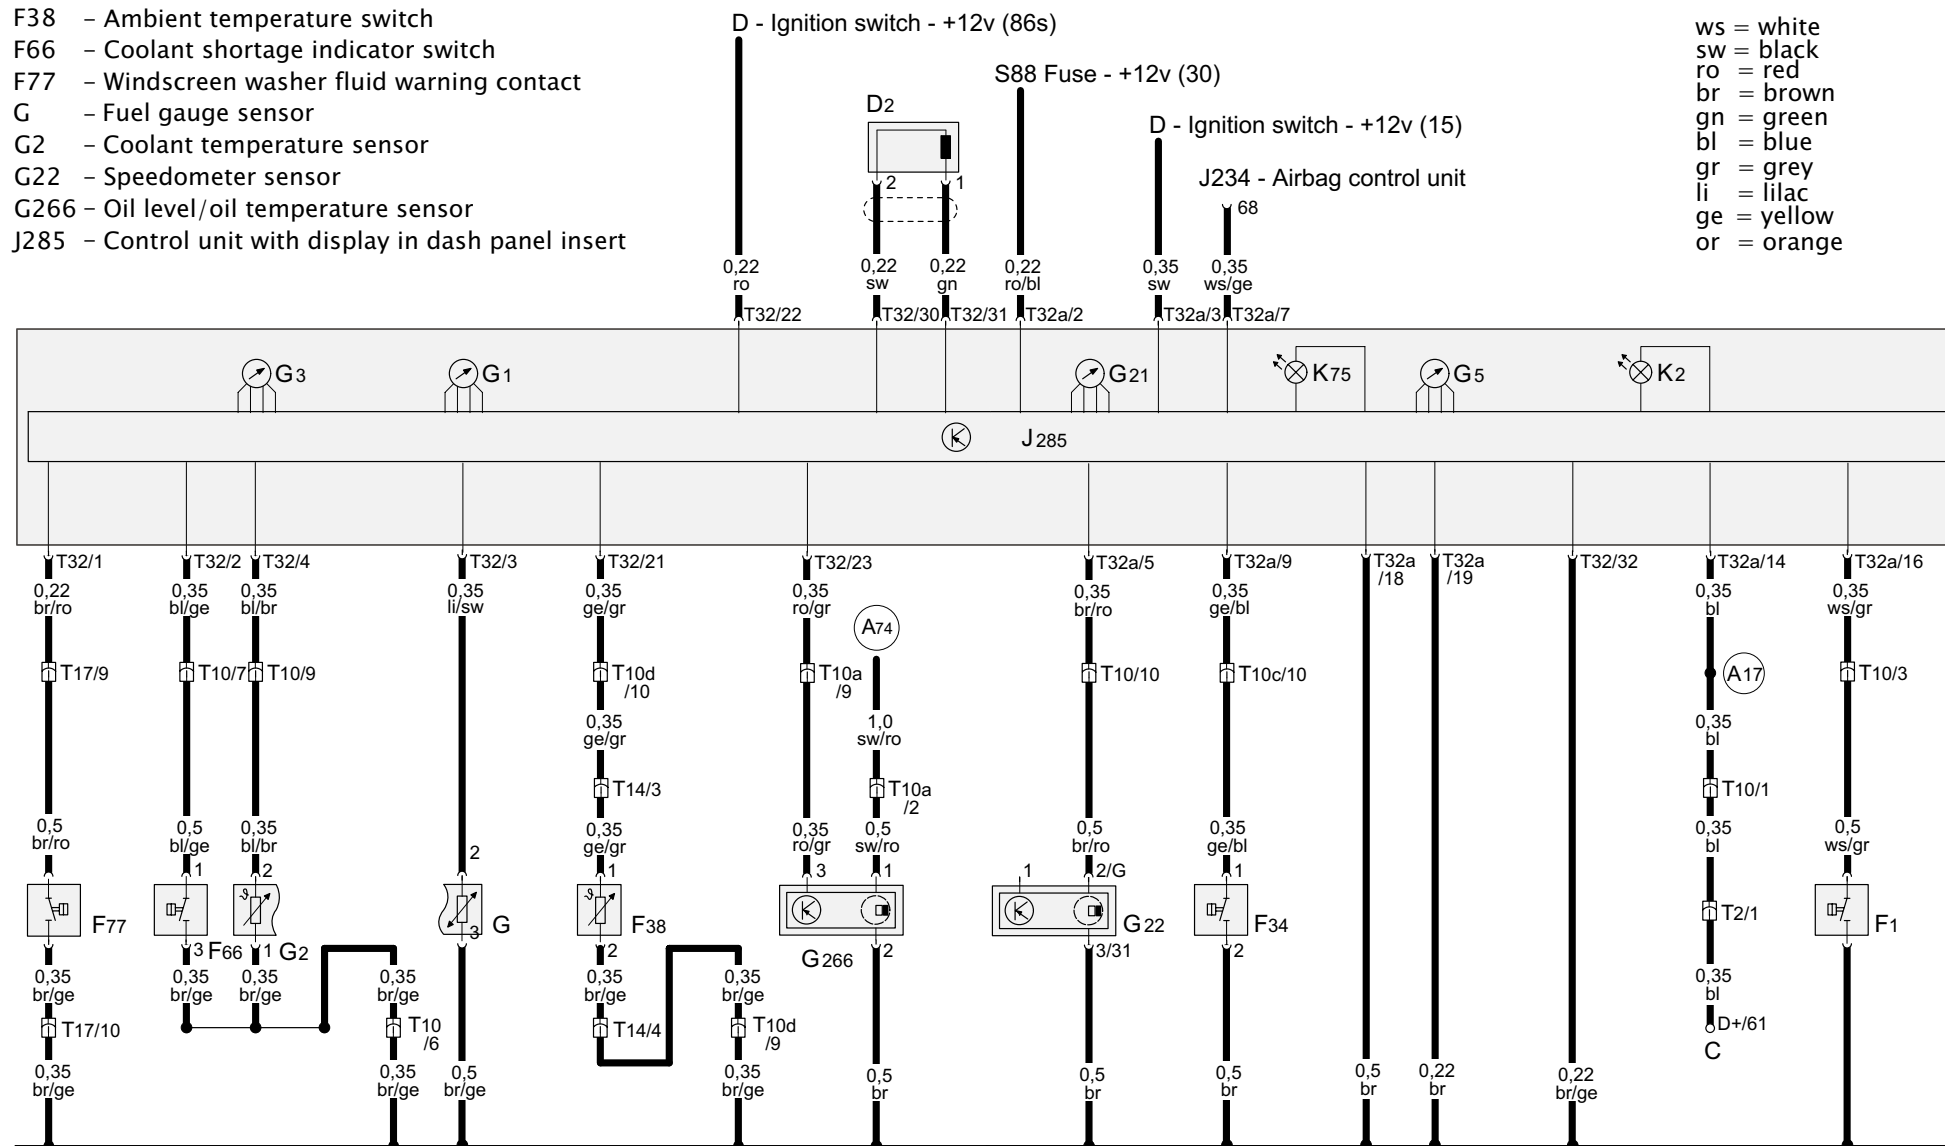 F38 – Ambient temperature switch
F66 – Coolant shortage indicator switch
F77 – Windscreen washer fluid warning contact
G – Fuel gauge sensor
G2 – Coolant temperature sensor
G22 – Speedometer sensor
G266 – Oil level/oil temperature sensor
J285 – Control unit with display in dash panel insert
D - Ignition switch - +12v (86s)
S88 Fuse - +12v (30)
D2
D - Ignition switch - +12v (15)
J234 - Airbag control unit
ws = white
sw = black
ro = red
br = brown
gn = green
bl = blue
gr = grey
li = lilac
ge = yellow
or = orange
2 1 68
0,22 0,22 0,22 0,22 0,35 0,35
ro sw gn ro/bl sw ws/ge
T32/22 T32/30 T32/31 T32a/2 T32a/3 T32a/7
G3 G1 G21 K75 G5 K2
J285
T32/1 T32/2 T32/4 T32/3 T32/21 T32/23 T32a/5 T32a/9 T32a T32a T32/32 T32a/14 T32a/16
/18 /19
0,22 0,35 0,35 0,35 0,35 0,35 0,35 0,35 0,35 0,35
br/ro bl/ge bl/br li/sw ge/gr ro/gr br/ro ge/bl bl ws/gr
A74
T17/9 T10/7 T10/9 T10d T10a T10/10 T10c/10 A17 T10/3
/10 /9
0,35 1,0 0,35
ge/gr sw/ro bl
T14/3 T10a T10/1
/2
0,5 0,5 0,35 0,35 0,35 0,5 0,5 0,35 0,35 0,5
br/ro bl/ge bl/br ge/gr ro/gr sw/ro br/ro ge/bl bl ws/gr
2
1 2 1 3 1 1 2/G 1
T2/1
F77 3 G F38 G22 F34 F1
3 F66 1 G2 2 G266 2 3/31 2
0,35 0,35 0,35 0,35 0,35 0,35 0,35
br/ge br/ge br/ge br/ge br/ge br/ge bl
T17/10 T10 T14/4 T10d D+/61
/6 /9
C
0,35 0,35 0,5 0,35 0,5 0,5 0,5 0,5 0,22 0,22
br/ge br/ge br/ge br/ge br br br br br br/ge